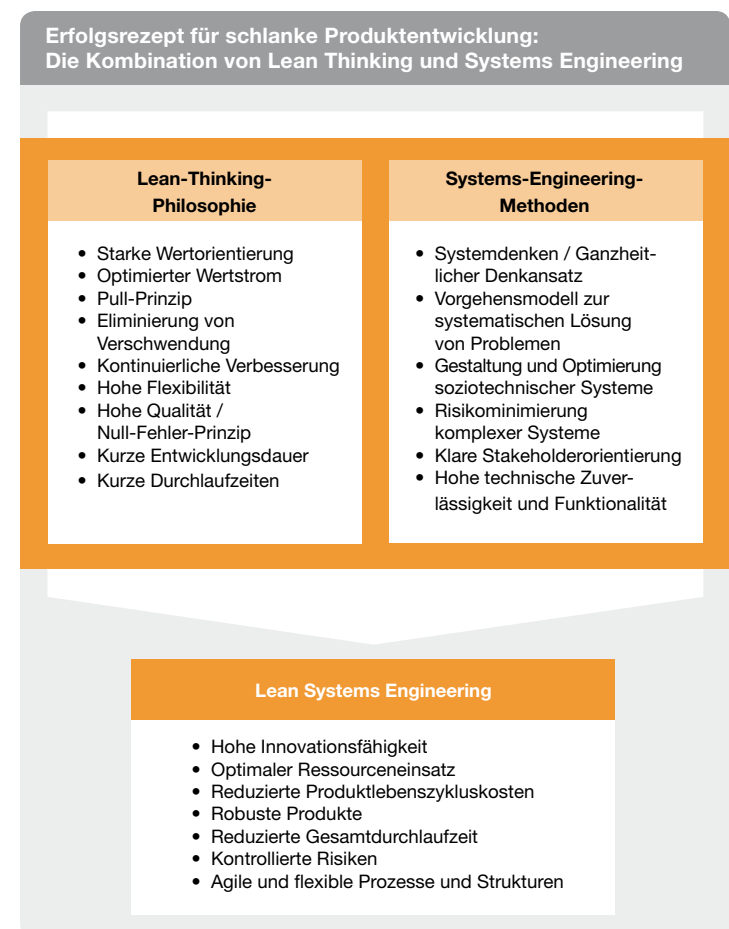 Erfolgsrezept für schlanke Produktentwicklung:
Die Kombination von Lean Thinking und Systems Engineering
Lean-Thinking-
Philosophie
• Starke Wertorientierung
• Optimierter Wertstrom
• Pull-Prinzip
• Eliminierung von
Verschwendung
• Kontinuierliche Verbesserung
• Hohe Flexibilität
• Hohe Qualität /
Null-Fehler-Prinzip
• Kurze Entwicklungsdauer
• Kurze Durchlaufzeiten
Systems-Engineering-
Methoden
• Systemdenken / Ganzheit-
licher Denkansatz
• Vorgehensmodell zur
systematischen Lösung
von Problemen
• Gestaltung und Optimierung
soziotechnischer Systeme
• Risikominimierung
komplexer Systeme
• Klare Stakeholderorientierung
• Hohe technische Zuver-
lässigkeit und Funktionalität
Lean Systems Engineering
• Hohe Innovationsfähigkeit
• Optimaler Ressourceneinsatz
• Reduzierte Produktlebenszykluskosten
• Robuste Produkte
• Reduzierte Gesamtdurchlaufzeit
• Kontrollierte Risiken
• Agile und flexible Prozesse und Strukturen